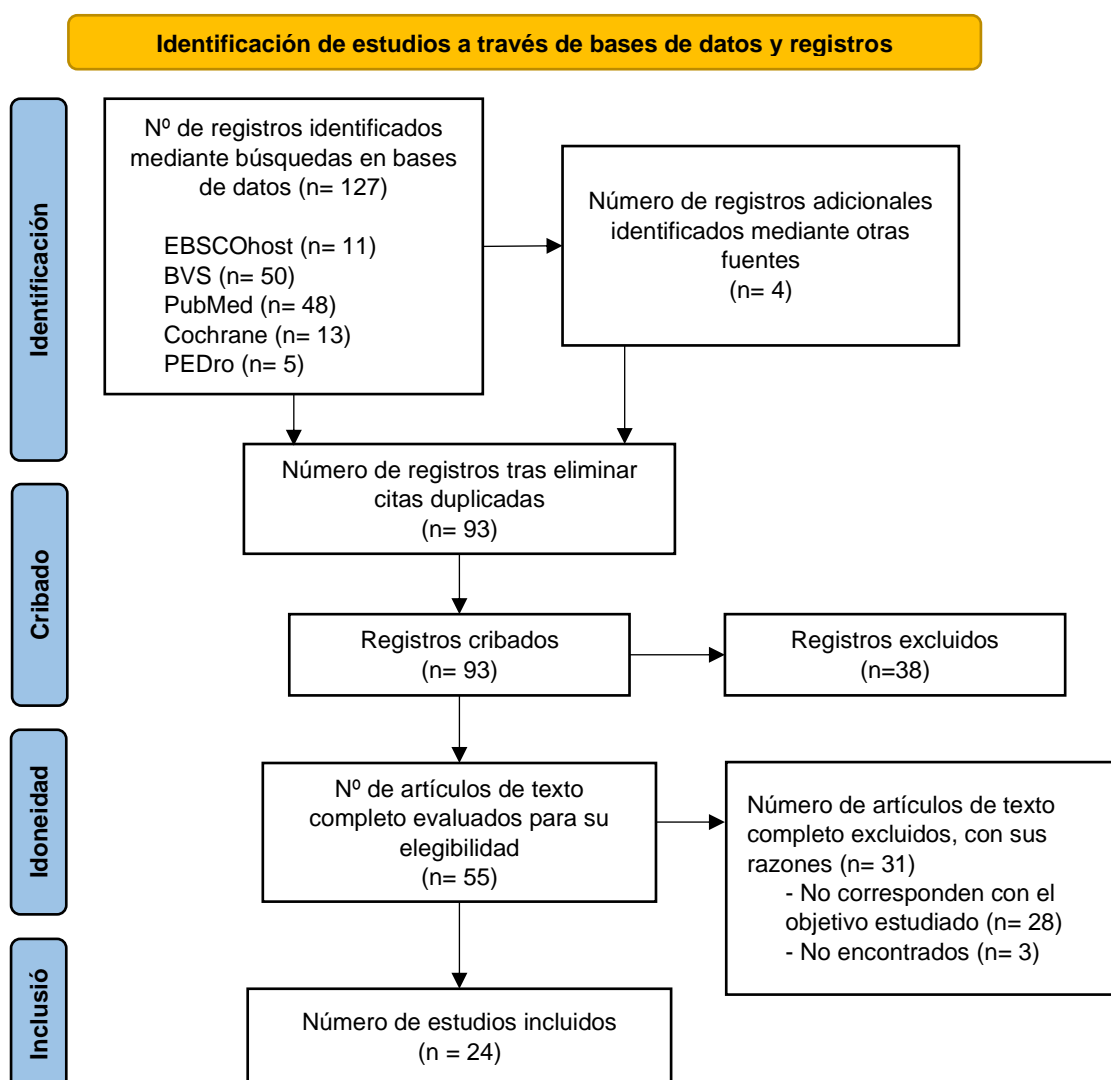 Identificación de estudios a través de bases de datos y registros
Identificación
Nº de registros identificados
mediante búsquedas en bases
de datos (n= 127)
EBSCOhost (n= 11)
BVS (n= 50)
PubMed (n= 48)
Cochrane (n= 13)
PEDro (n= 5)
Número de registros adicionales
identificados mediante otras
fuentes
(n= 4)
Número de registros tras eliminar
citas duplicadas
(n= 93)
Cribado
Registros cribados
(n= 93)
Registros excluidos
(n=38)
Idoneidad
Nº de artículos de texto
completo evaluados para su
elegibilidad
(n= 55)
Número de artículos de texto
completo excluidos, con sus
razones (n= 31)
- No corresponden con el
objetivo estudiado (n= 28)
- No encontrados (n= 3)
Inclusió
Número de estudios incluidos
(n = 24)